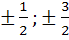 ± 1/2 ; ± 3/2